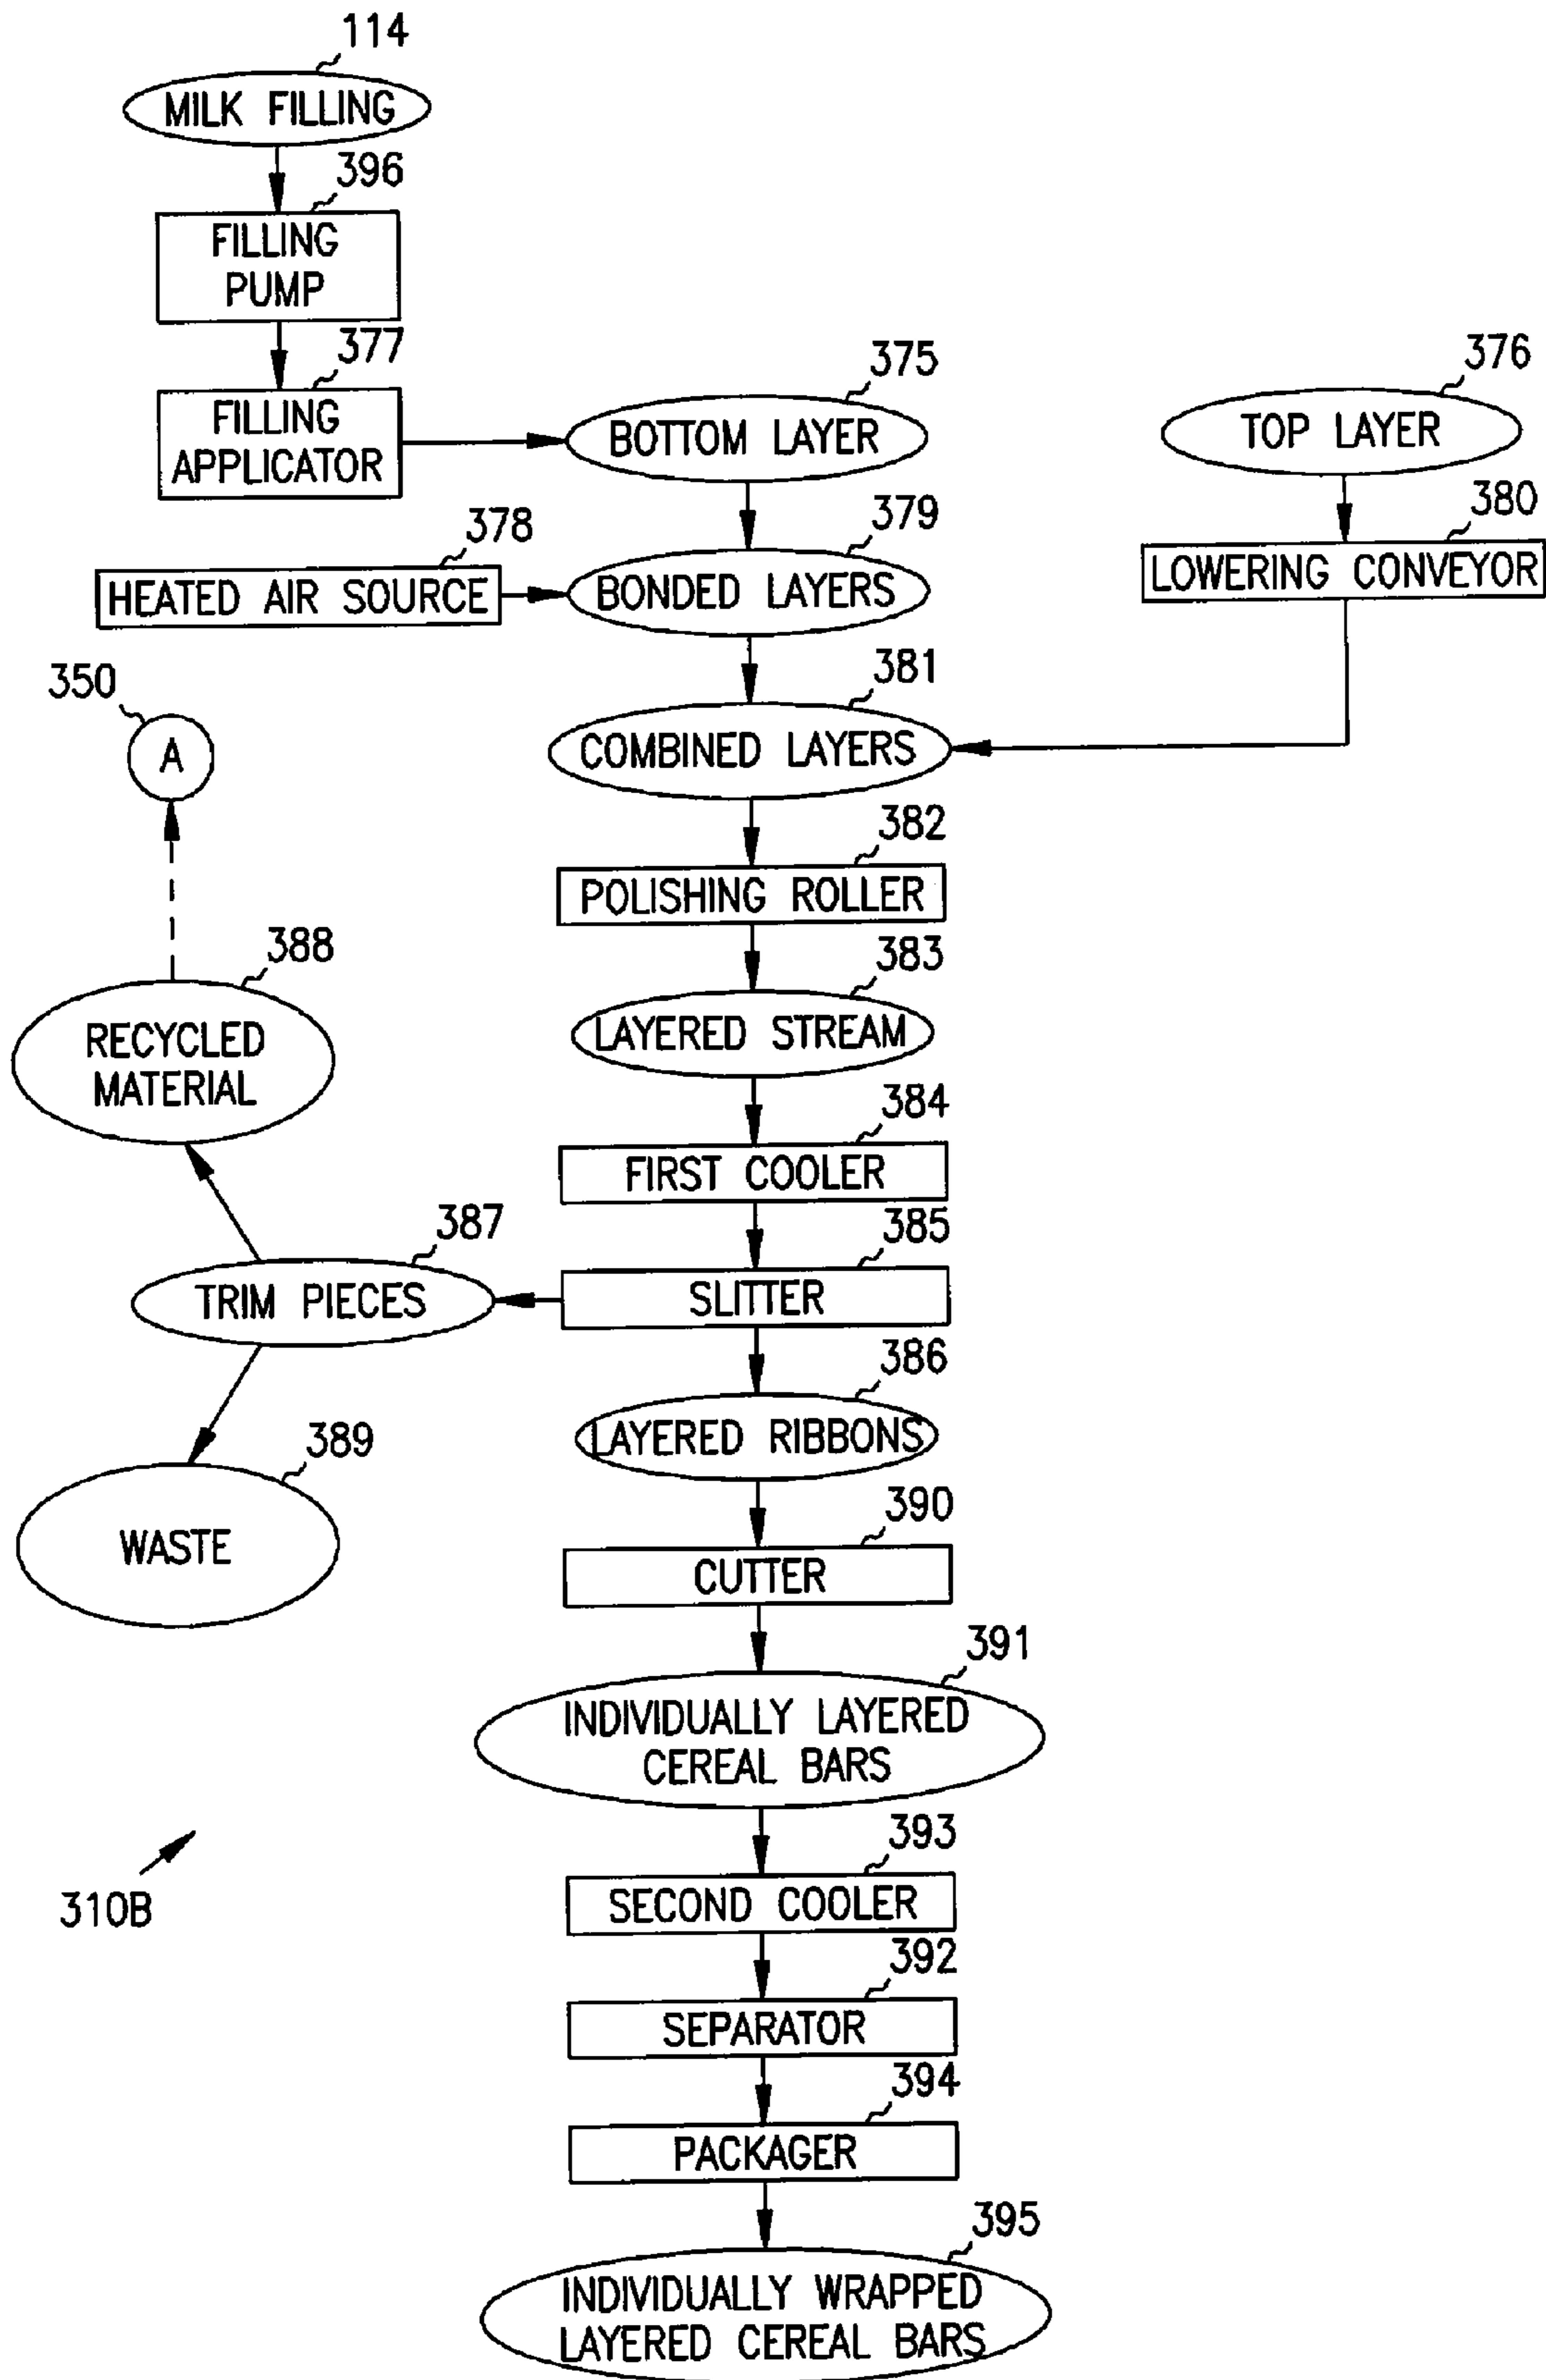 114
MILK FILLING
396
FILLING
PUMP
377
FILLING
APPLICATOR
375
BOTTOM LAYER
376
TOP LAYER
378
HEATED AIR SOURCE
379
BONDED LAYERS
380
LOWERING CONVEYOR
350
A
381
COMBINED LAYERS
382
POLISHING ROLLER
388
RECYCLED
MATERIAL
383
LAYERED STREAM
384
FIRST COOLER
387
TRIM PIECES
385
SLITTER
386
LAYERED RIBBONS
389
WASTE
390
CUTTER
391
INDIVIDUALLY LAYERED
CEREAL BARS
310B
393
SECOND COOLER
392
SEPARATOR
394
PACKAGER
395
INDIVIDUALLY WRAPPED
LAYERED CEREAL BARS